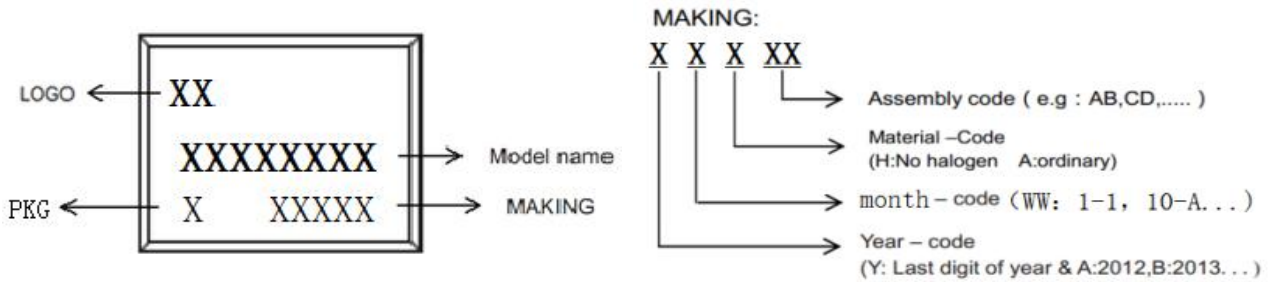 LOGO
XX
XXXXXXXX
Model name
PKG
X XXXXX
MAKING
MAKING:
X X X XX
Assembly code ( e.g : AB,CD,..... )
Material –Code
(H:No halogen A:ordinary)
month – code (WW: 1-1, 10-A...)
Year – code
(Y: Last digit of year & A:2012,B:2013. . . )